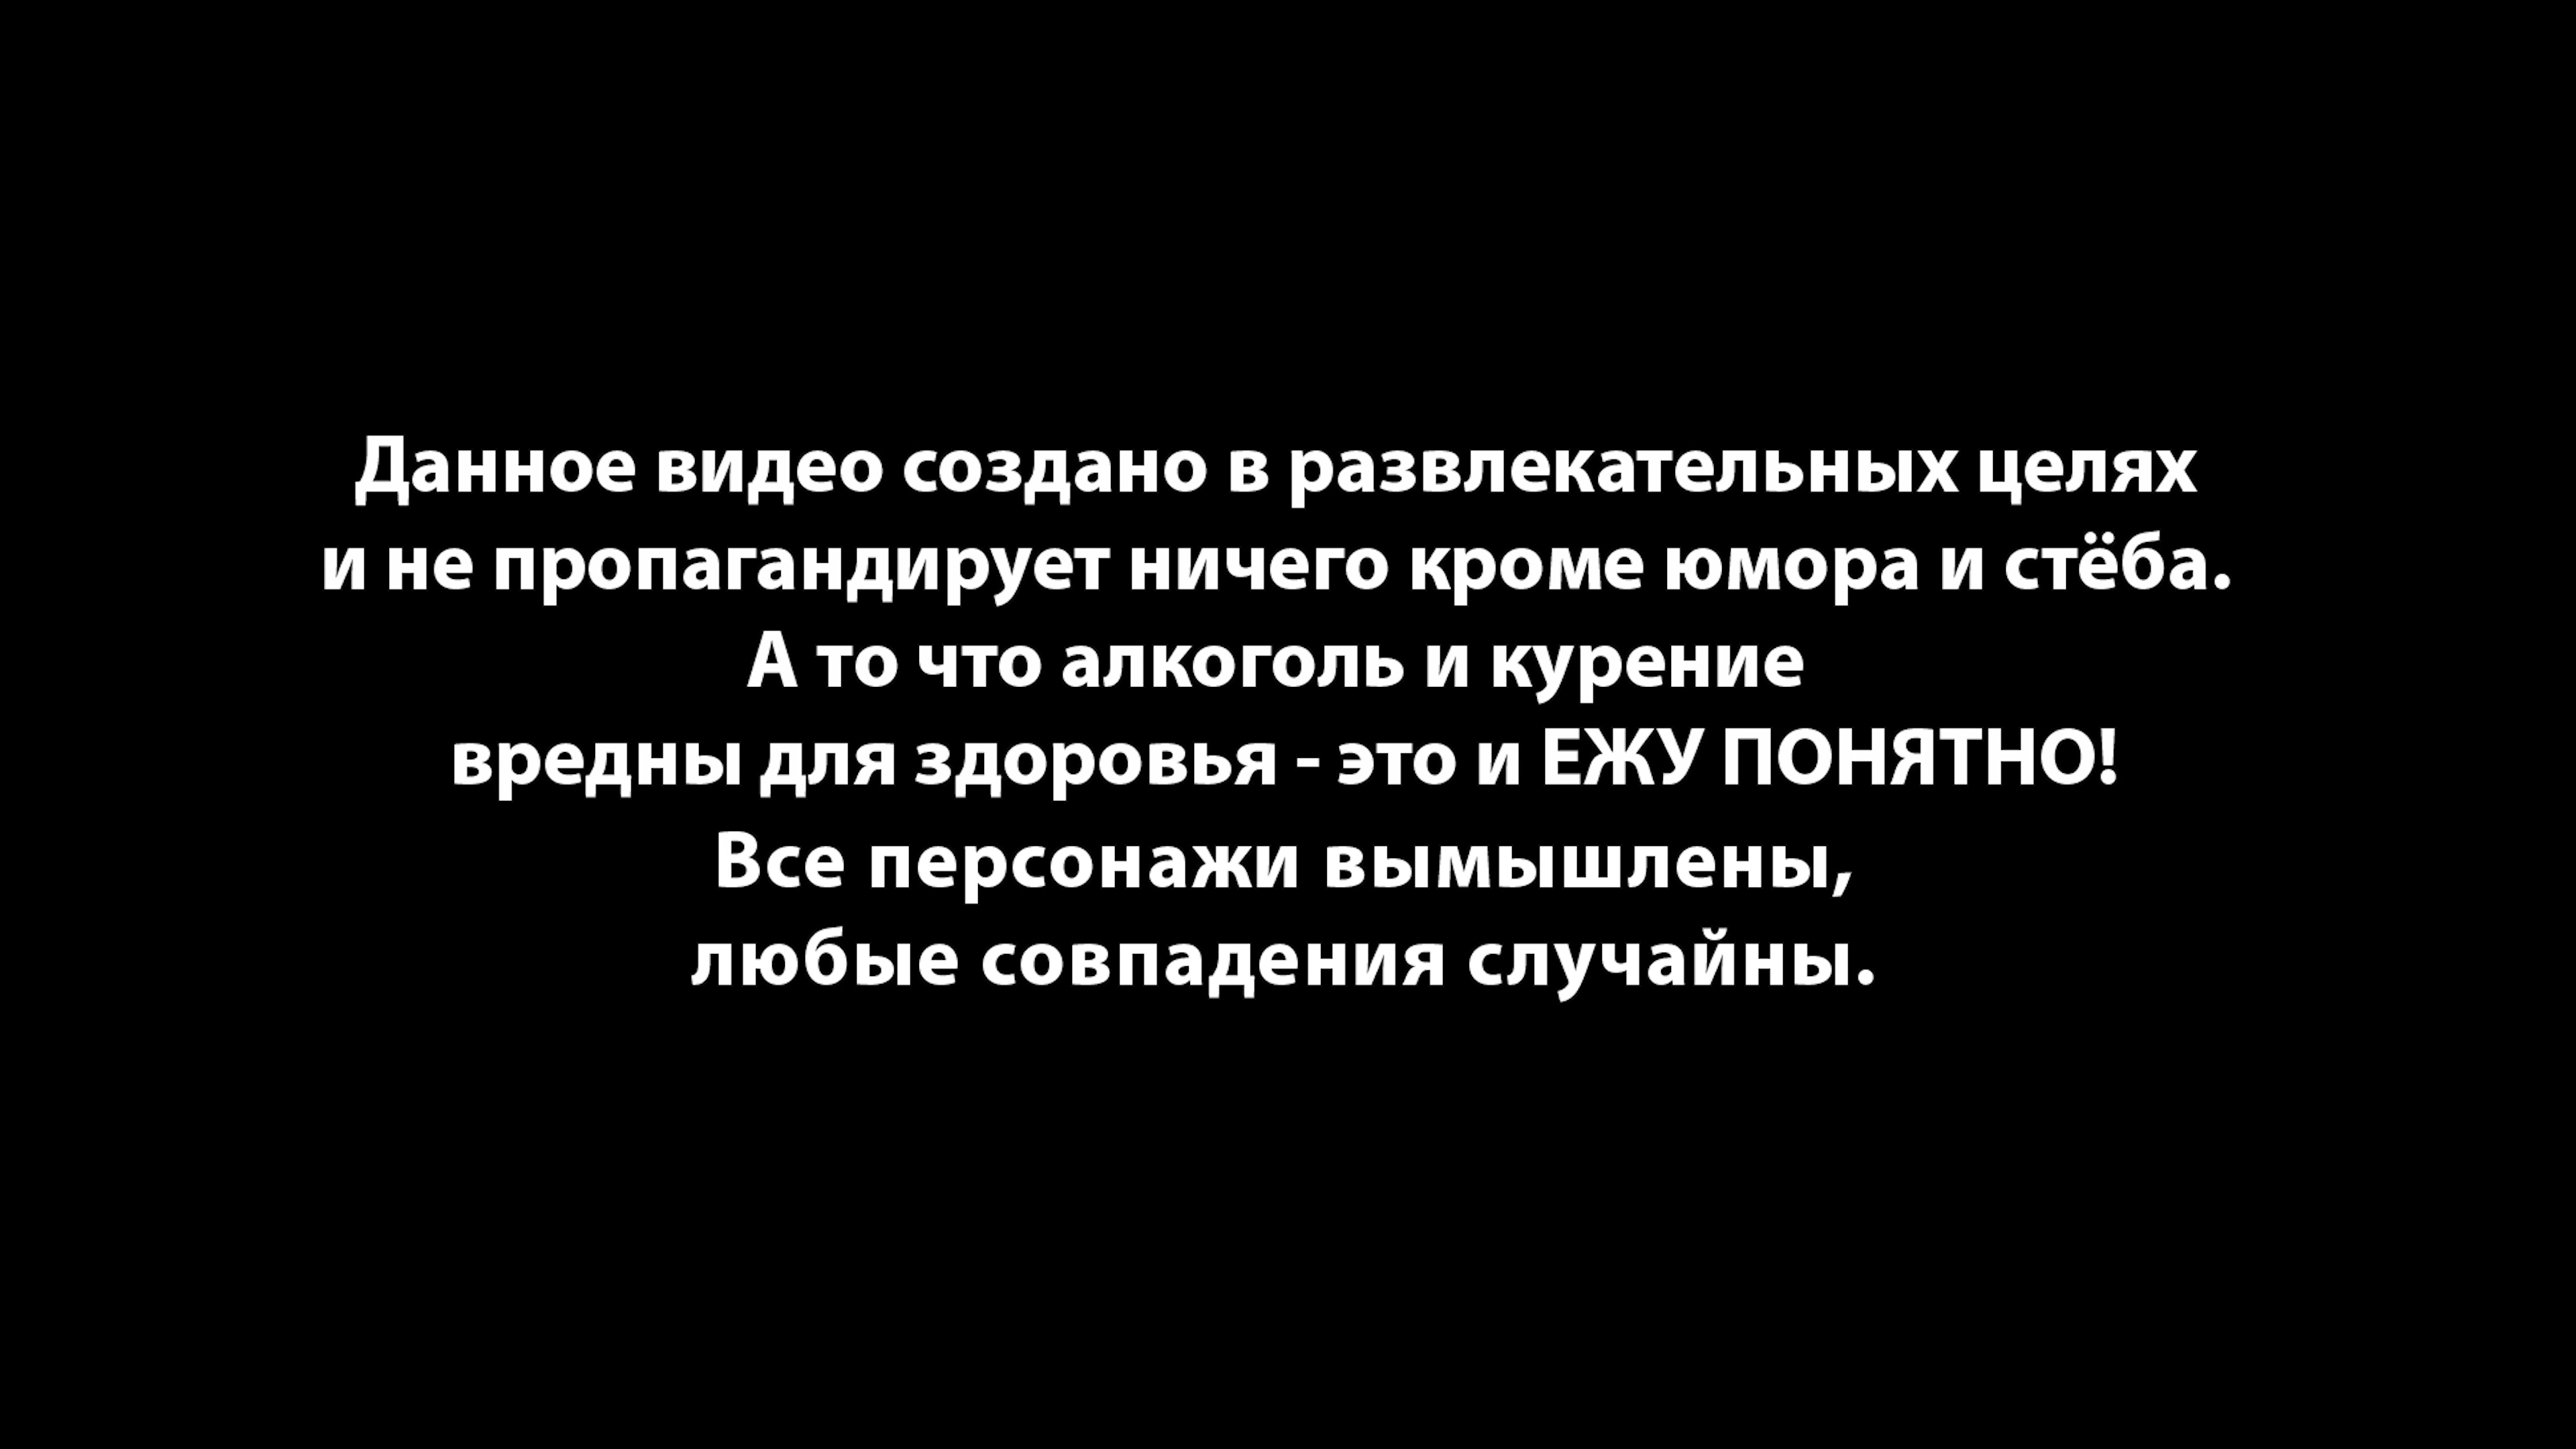 Данное видео создано в развлекательных целях
и не пропагандирует ничего кроме юмора и стёба.
А то что алкоголь и курение
вредны для здоровья - это и ЕЖУ ПОНЯТНО!
Все персонажи вымышлены,
любые совпадения случайны.